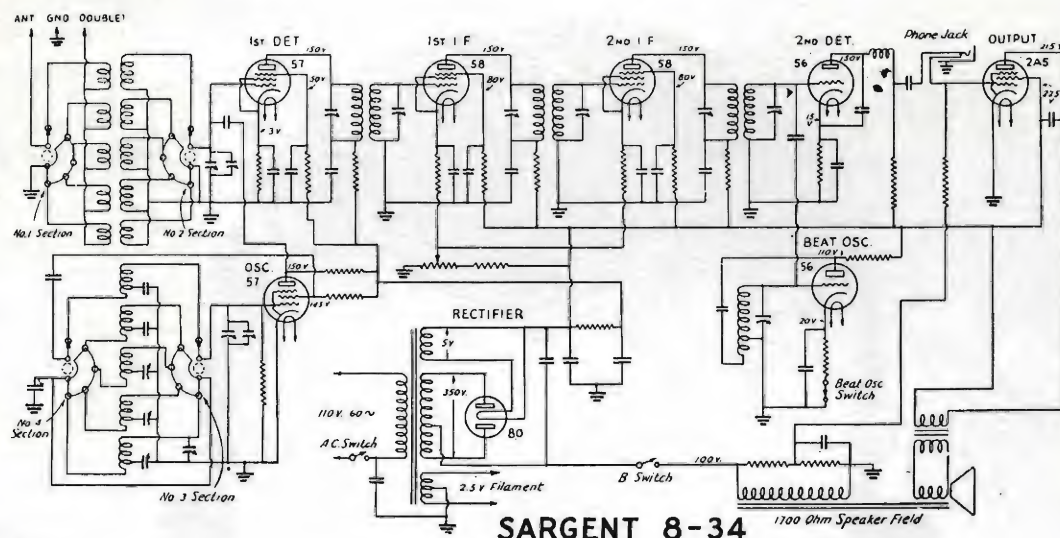 ANT GND DOUBLET
1ST DET
57
150V
50V
3V
1ST I F
58
150V
80V
2ND I F
58
150V
80V
2ND DET.
56
150V
15
V
Phone Jack
OUTPUT
2A5
215V
225
No.1 Section
No 2 Section
OSC.
57
150V
145V
BEAT OSC.
110V
56
20V
Beat Osc
Switch
No 4
Section
No 3 Section
RECTIFIER
5V
350V.
80
110V. 60~
A.C. Switch
2.5 V Filament
B Switch
100V.
1700 Ohm Speaker Field
SARGENT 8-34